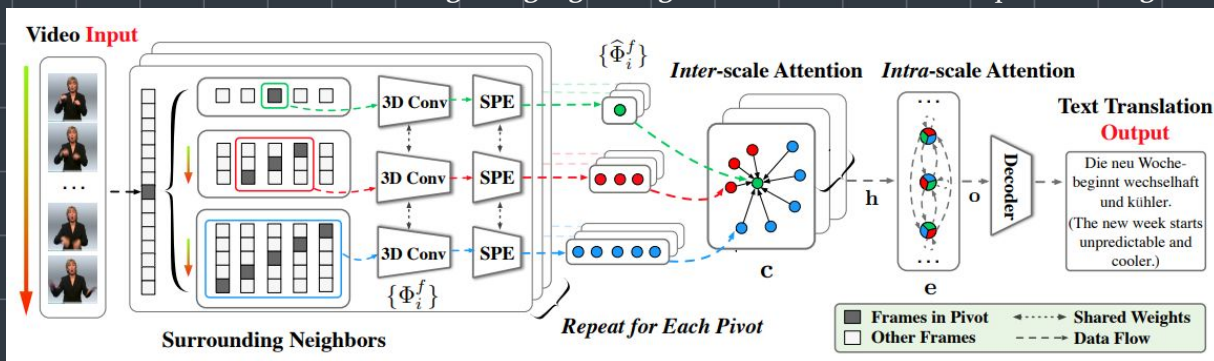 Video Input
3D Conv
SPE
3D Conv
SPE
3D Conv
SPE
{Φ_i^f}
Surrounding Neighbors
{Φ̂_i^f}
Repeat for Each Pivot
Inter-scale Attention
c
h
Intra-scale Attention
...
...
e
o
Decoder
Text Translation
Output
Die neu Woche-
beginnt wechselhaft
und kühler.
(The new week starts
unpredictable and
cooler.)
Frames in Pivot
Shared Weights
Other Frames
Data Flow